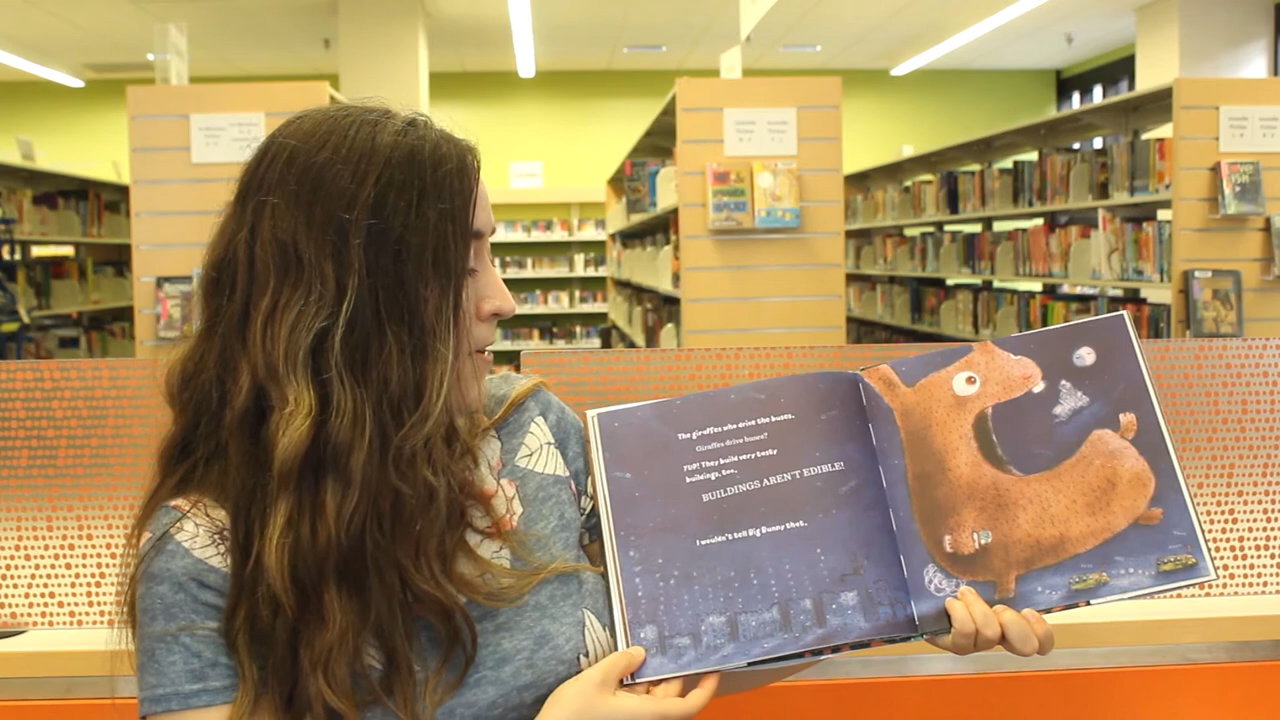 The giraffes who drive the buses.
Giraffes drive buses?
YUP! They build very tasty
buildings, too.
BUILDINGS AREN'T EDIBLE!
I wouldn't tell Big Bunny that.